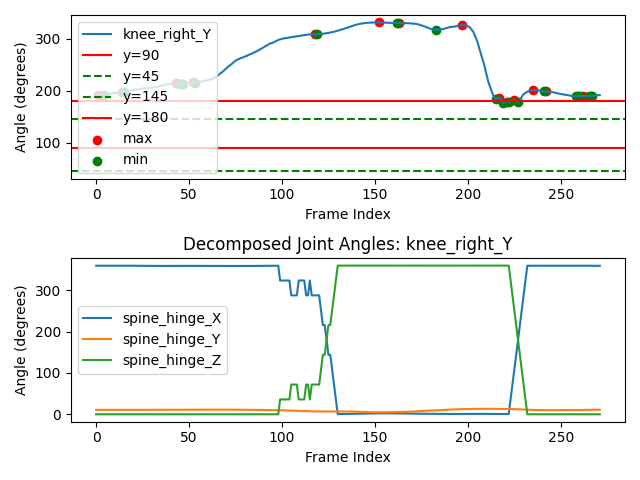 300
200
100
Angle (degrees)
knee_right_Y
y=90
y=45
y=145
y=180
max
min
0 50 100 150 200 250
Frame Index
Decomposed Joint Angles: knee_right_Y
300
200
100
0
Angle (degrees)
spine_hinge_X
spine_hinge_Y
spine_hinge_Z
0 50 100 150 200 250
Frame Index